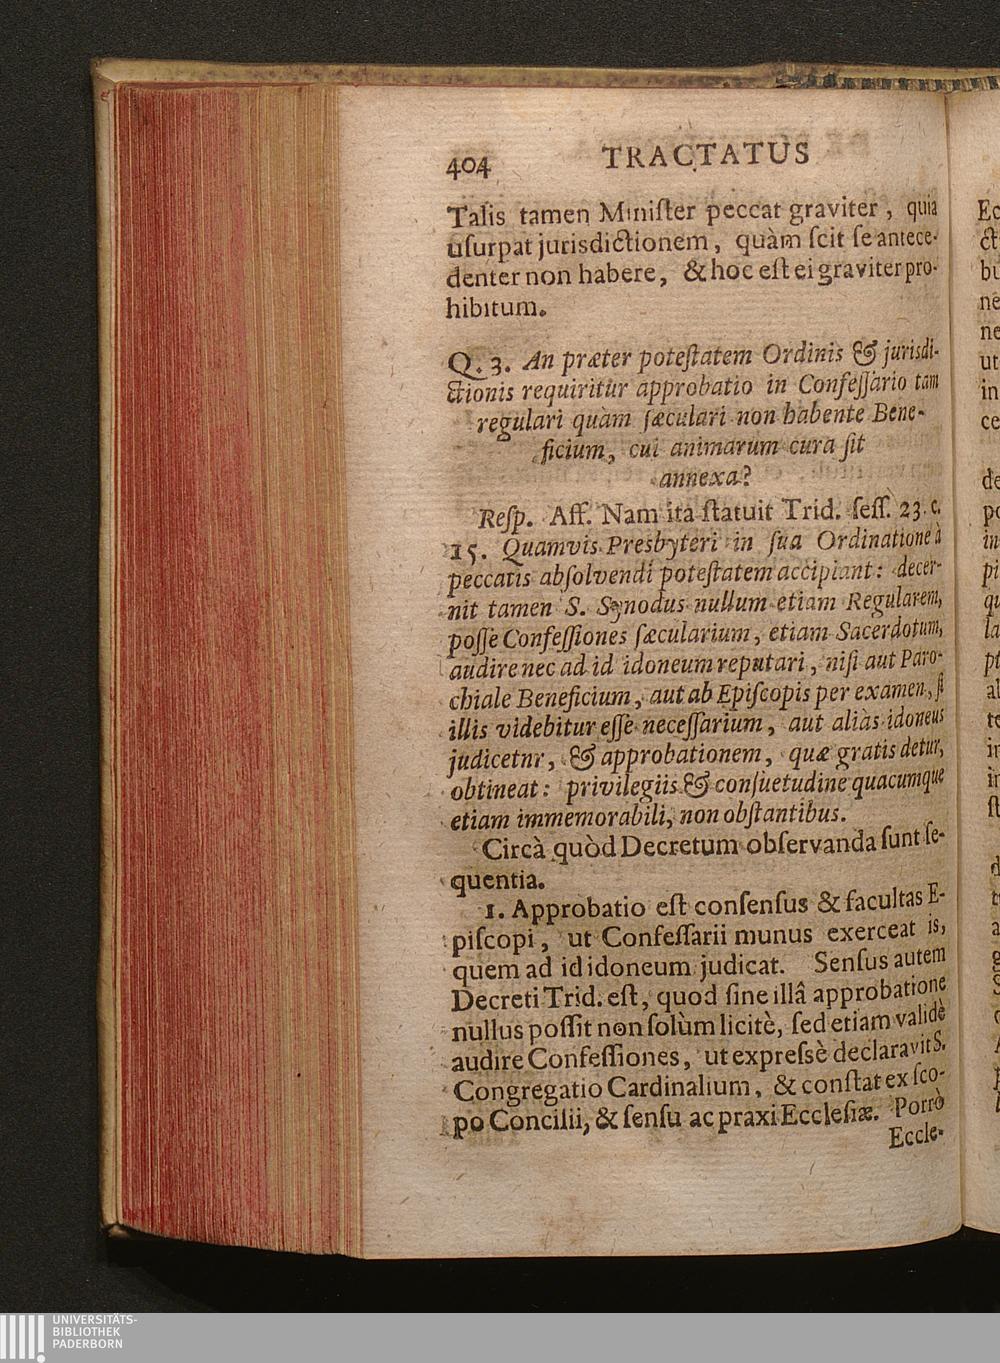 404 TRACTATUS
Talis tamen Miniſter peccat graviter, quia
uſurpat jurisdictionem, quàm ſcit ſe antece-
denter non habere, & hoc eſt ei graviter pro-
hibitum.
Q. 3. An præter poteſtatem Ordinis & jurisdi-
ctionis requiritur approbatio in Confeſſario tam
regulari quàm ſæculari non habente Bene-
ficium, cui animarum cura ſit
annexa?
Reſp. Aff. Nam ita ſtatuit Trid. ſeſſ. 23. c.
15. Quamvis Presbyteri in ſua Ordinatione à
peccatis abſolvendi poteſtatem accipiant: decer-
nit tamen S. Synodus nullum etiam Regularem,
poſſe Confeſſiones ſæcularium, etiam Sacerdotum,
audire nec ad id idoneum reputari, niſi aut Paro-
chiale Beneficium, aut ab Epiſcopis per examen, ſi
illis videbitur eſſe neceſſarium, aut aliàs idoneus
judicetnr, & approbationem, quæ gratis detur,
obtineat: privilegiis & conſuetudine quacumque
etiam immemorabili, non obſtantibus.
Circà quòd Decretum obſervanda ſunt ſe-
quentia.
1. Approbatio eſt conſenſus & facultas E-
piſcopi, ut Confeſſarii munus exerceat is,
quem ad id idoneum judicat. Senſus autem
Decreti Trid. eſt, quod ſine illâ approbatione
nullus poſſit non ſolùm licitè, ſed etiam validè
audire Confeſſiones, ut expreſsè declaravit S.
Congregatio Cardinalium, & conſtat ex ſco-
po Concilii, & ſenſu ac praxi Eccleſiæ. Porrò
Eccle-
UNIVERSITÄTS-
BIBLIOTHEK
PADERBORN